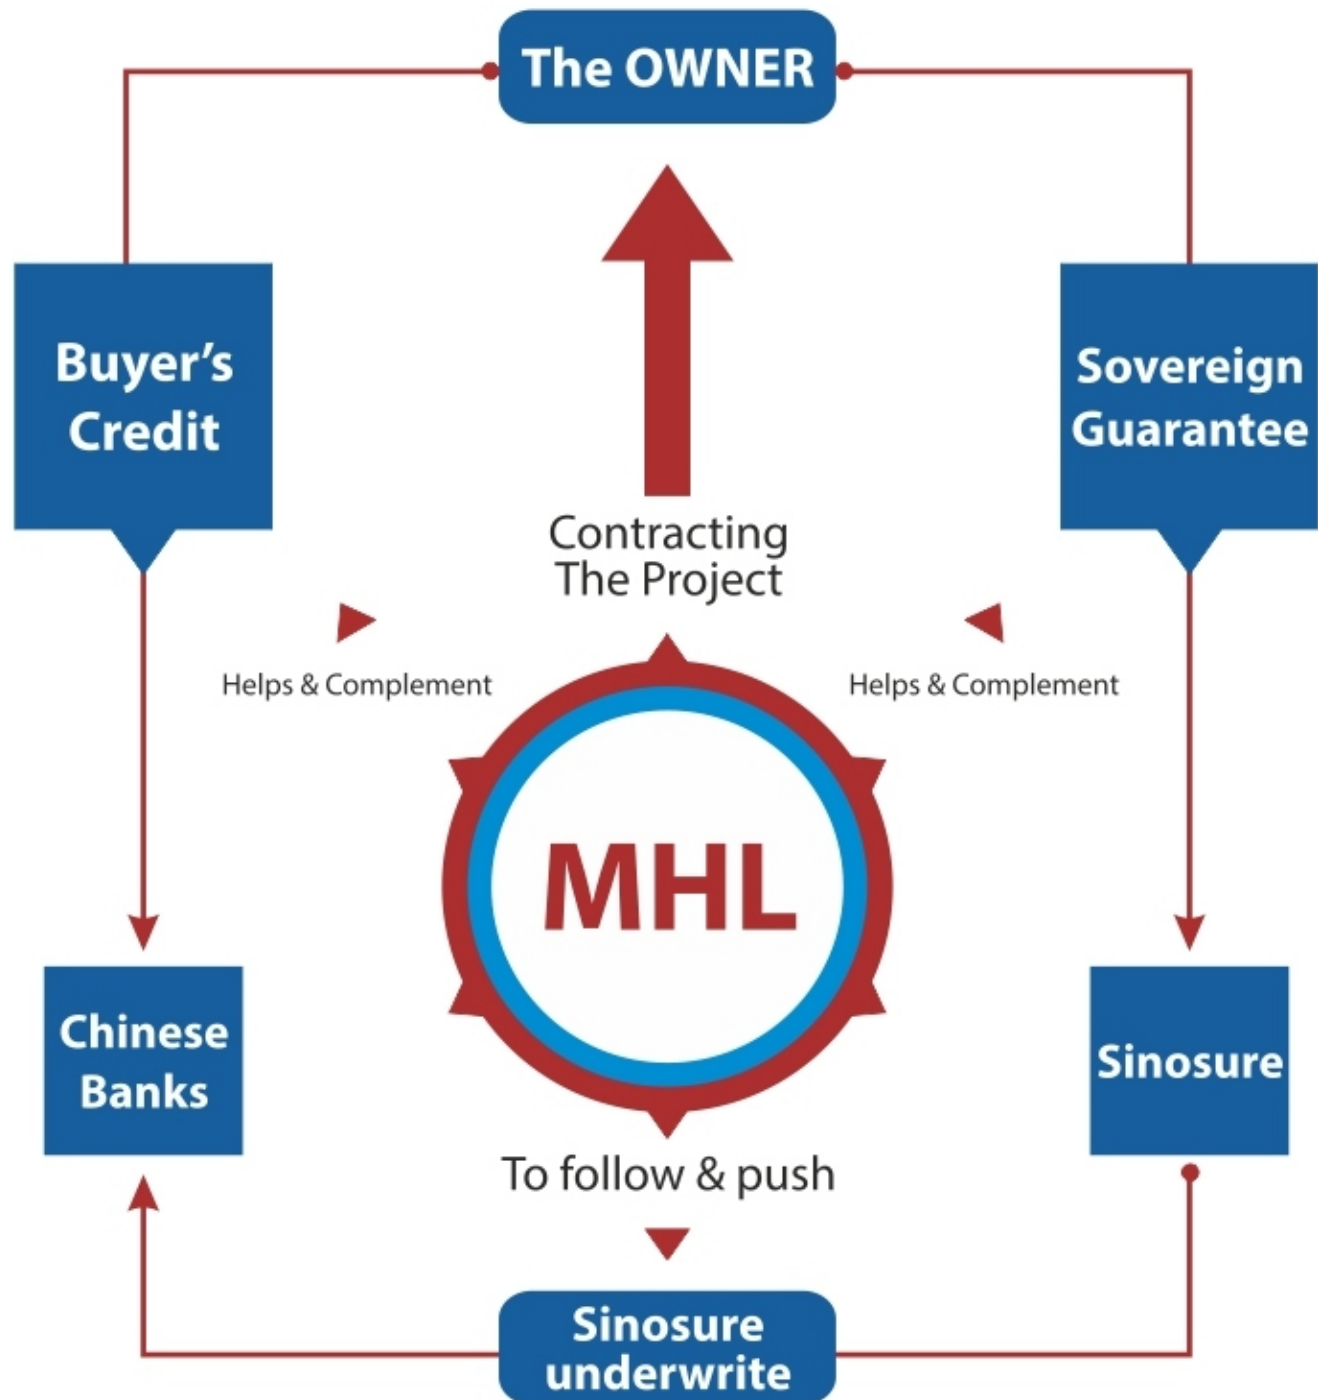 The OWNER
Buyer’s
Credit
Sovereign
Guarantee
Contracting
The Project
Helps & Complement
Helps & Complement
MHL
Chinese
Banks
Sinosure
To follow & push
Sinosure
underwrite